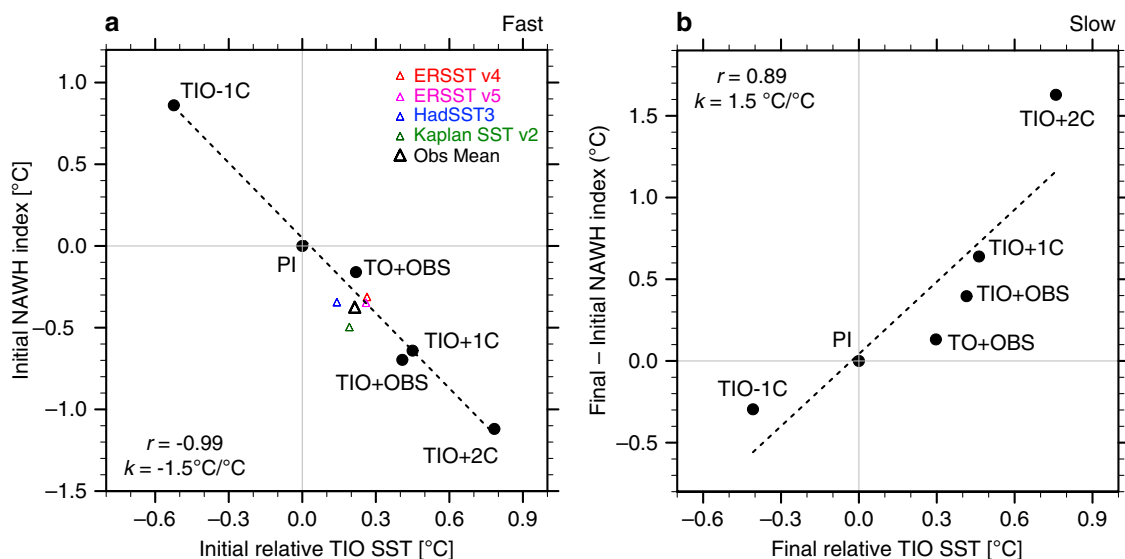 a
Fast
1.0
0.5
0.0
−0.5
−1.0
−1.5
Initial NAWH index [°C]
TIO-1C
ERSST v4
ERSST v5
HadSST3
Kaplan SST v2
Obs Mean
PI
TO+OBS
TIO+1C
TIO+OBS
TIO+2C
r = -0.99
k = -1.5°C/°C
−0.6
−0.3
0.0
0.3
0.6
0.9
Initial relative TIO SST [°C]
b
Slow
1.5
1.0
0.5
0.0
−0.5
Final – Initial NAWH index (°C)
r = 0.89
k = 1.5 °C/°C
TIO+2C
TIO+1C
TIO+OBS
TO+OBS
PI
TIO-1C
−0.6
−0.3
0.0
0.3
0.6
0.9
Final relative TIO SST [°C]